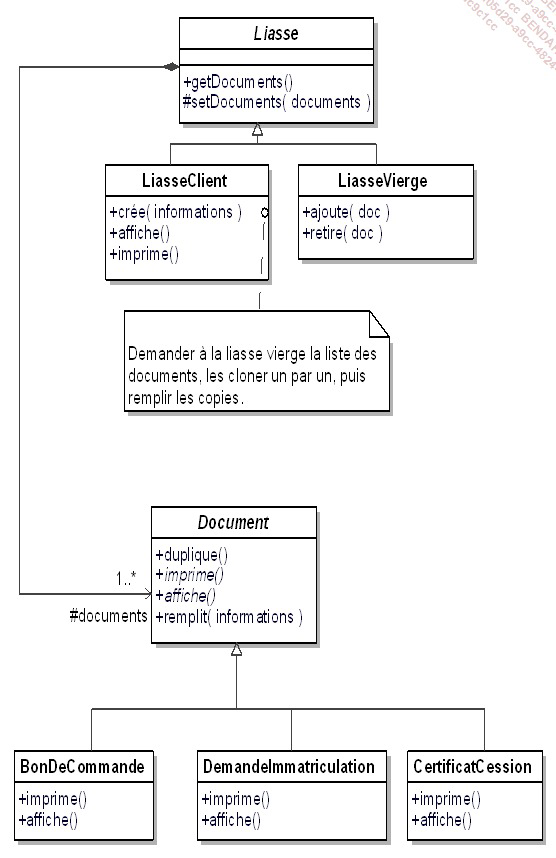 Liasse
+getDocuments()
#setDocuments( documents )
LiasseClient
+crée( informations )
+affiche()
+imprime()
LiasseVierge
+ajoute( doc )
+retire( doc )
Demander à la liasse vierge la liste des
documents, les cloner un par un, puis
remplir les copies.
Document
+duplique()
+imprime()
+affiche()
+remplit( informations )
1..*
#documents
BonDeCommande
+imprime()
+affiche()
DemandeImmatriculation
+imprime()
+affiche()
CertificatCession
+imprime()
+affiche()